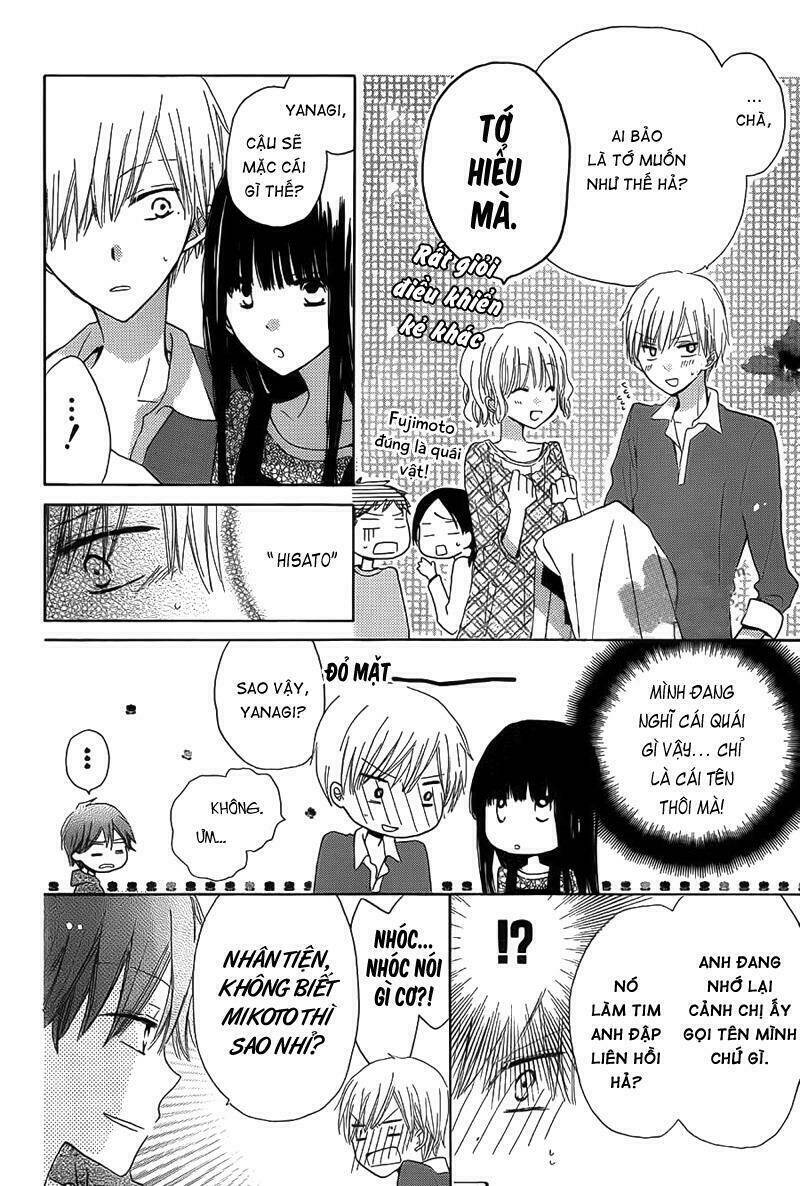 ...
CHÀ,
AI BẢO
LÀ TỚ MUỐN
NHƯ THẾ HẢ?
TỚ
HIỂU
MÀ.
Rất giỏi
điều khiển
kẻ khác
Fujimoto
đúng là quái
vật!
YANAGI,
CẬU SẼ
MẶC CÁI
GÌ THẾ?
...!
"HISATO"
MÌNH ĐANG
NGHĨ CÁI QUÁI
GÌ VẬY... CHỈ
LÀ CÁI TÊN
THÔI MÀ!
ĐỎ MẶT
SAO VẬY,
YANAGI?
KHÔNG.
ƯM...
...
ANH ĐANG
NHỚ LẠI
CẢNH CHỊ ẤY
GỌI TÊN MÌNH
CHỨ GÌ.
NÓ
LÀM TIM
ANH ĐẬP
LIÊN HỒI
HẢ?
!?
NHÓC...
NHÓC NÓI
GÌ CƠ?!
NHÂN TIỆN,
KHÔNG BIẾT
MIKOTO THÌ
SAO NHỈ?